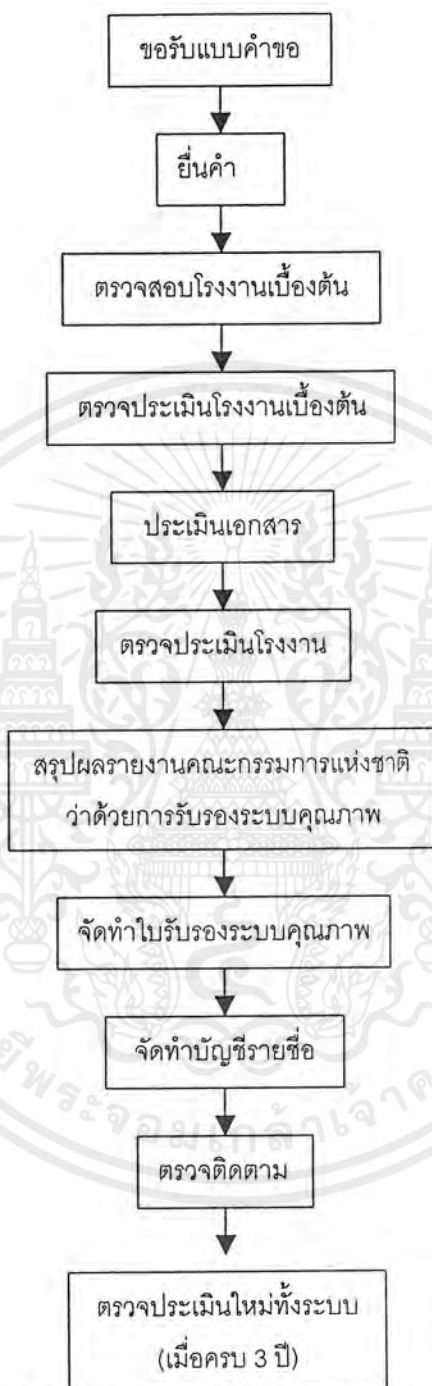 ขอรับแบบคำขอ
ยื่นคำ
ตรวจสอบโรงงานเบื้องต้น
ตรวจประเมินโรงงานเบื้องต้น
ประเมินเอกสาร
ตรวจประเมินโรงงาน
สรุปผลรายงานคณะกรรมการแห่งชาติ
ว่าด้วยการรับรองระบบคุณภาพ
จัดทำใบรับรองระบบคุณภาพ
จัดทำบัญชีรายชื่อ
ตรวจติดตาม
ตรวจประเมินใหม่ทั้งระบบ
(เมื่อครบ 3 ปี)